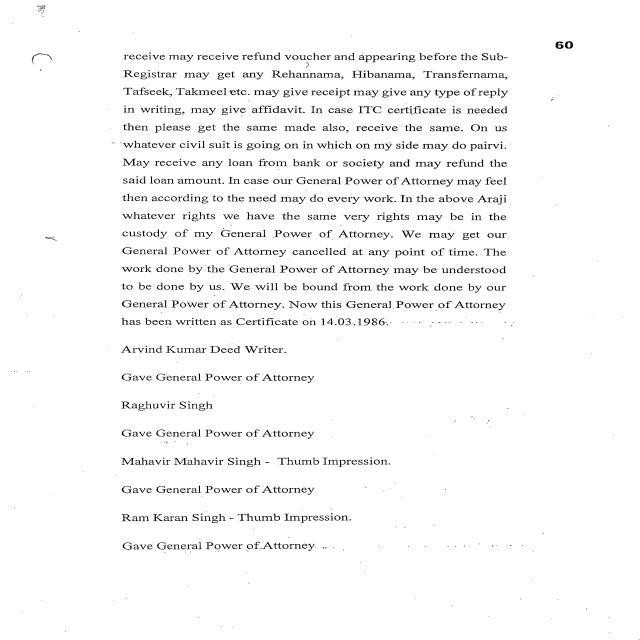 60
receive may receive refund voucher and appearing before the Sub-
Registrar may get any Rehannama, Hibanama, Transfernama,
Tafseek, Takmeel etc. may give receipt may give any type of reply
in writing, may give affidavit. In case ITC certificate is needed
then please get the same made also, receive the same. On us
whatever civil suit is going on in which on my side may do pairvi.
May receive any loan from bank or society and may refund the
said loan amount. In case our General Power of Attorney may feel
then according to the need may do every work. In the above Araji
whatever rights we have the same very rights may be in the
custody of my General Power of Attorney. We may get our
General Power of Attorney cancelled at any point of time. The
work done by the General Power of Attorney may be understood
to be done by us. We will be bound from the work done by our
General Power of Attorney. Now this General Power of Attorney
has been written as Certificate on 14.03.1986.
Arvind Kumar Deed Writer.
Gave General Power of Attorney
Raghuvir Singh
Gave General Power of Attorney
Mahavir Mahavir Singh - Thumb Impression.
Gave General Power of Attorney
Ram Karan Singh - Thumb Impression.
Gave General Power of Attorney